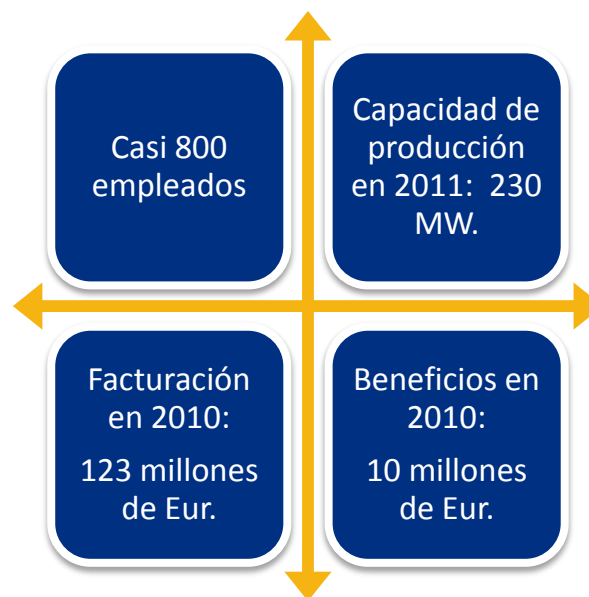 Casi 800
empleados
Capacidad de
producción
en 2011:  230
MW.
Facturación
en 2010:
123 millones
de Eur.
Beneficios en
2010:
10 millones
de Eur.